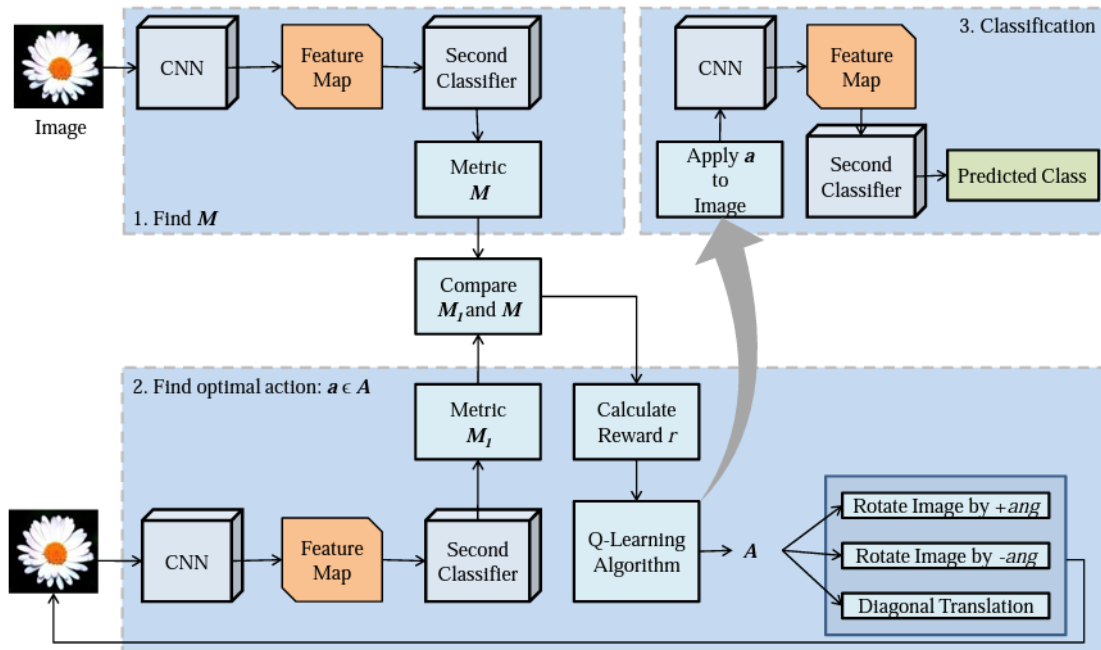 Image
CNN
Feature
Map
Second
Classifier
Metric
M
1. Find M
3. Classification
CNN
Feature
Map
Apply a
to
Image
Second
Classifier
Predicted Class
Compare
M₁ and M
2. Find optimal action: a ϵ A
Metric
M₁
Calculate
Reward r
CNN
Feature
Map
Second
Classifier
Q-Learning
Algorithm
A
Rotate Image by +ang
Rotate Image by -ang
Diagonal Translation